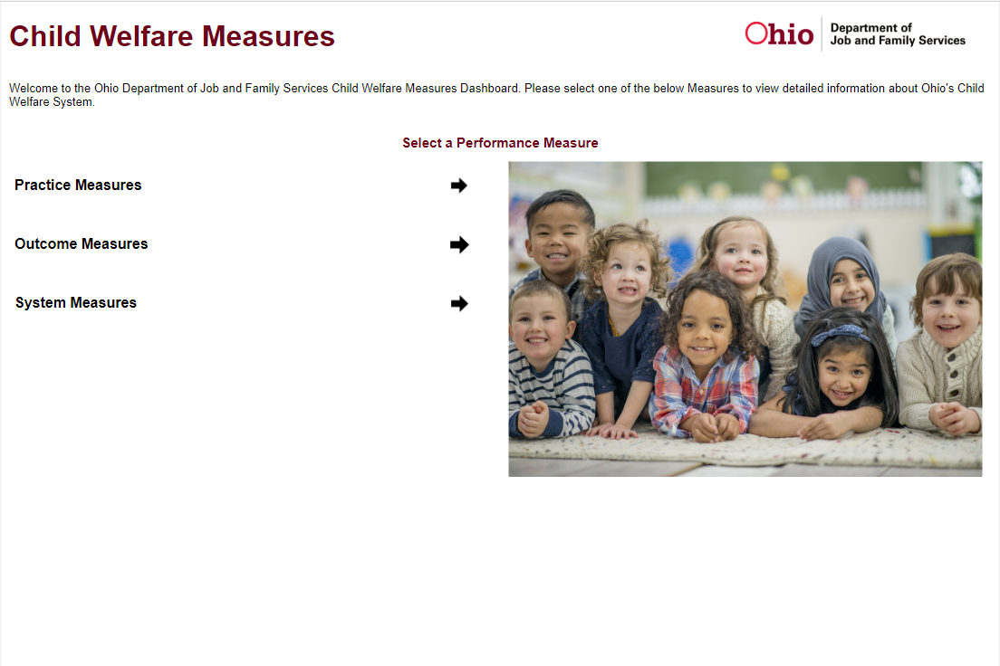 Child Welfare Measures
Ohio
Department of
Job and Family Services
Welcome to the Ohio Department of Job and Family Services Child Welfare Measures Dashboard. Please select one of the below Measures to view detailed information about Ohio's Child
Welfare System.
Select a Performance Measure
Practice Measures
Outcome Measures
System Measures